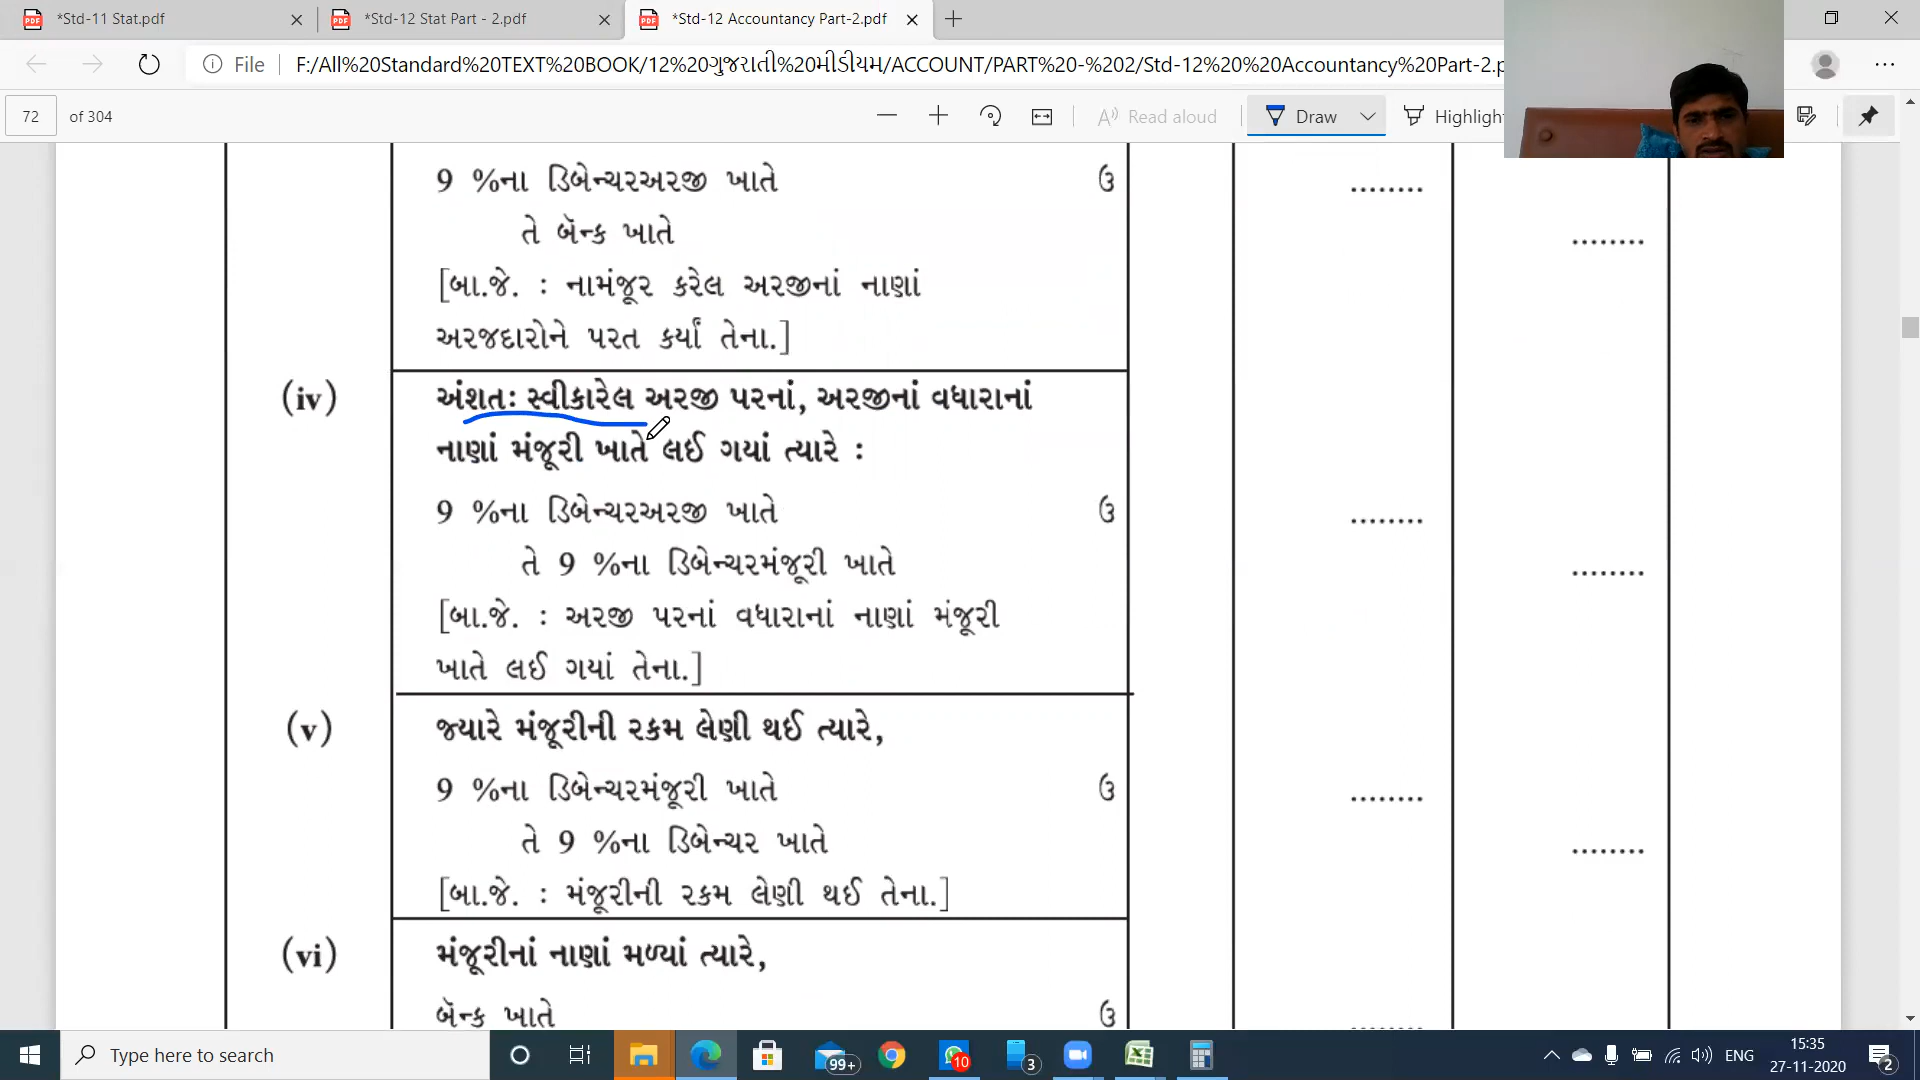 *Std-11 Stat.pdf
*Std-12 Stat Part - 2.pdf
*Std-12 Accountancy Part-2.pdf
File
F:/All%20Standard%20TEXT%20BOOK/12%20ગુજરાતી%20મીડીયમ/ACCOUNT/PART%20-%202/Std-12%20%20Accountancy%20Part-2.p
72 of 304
Read aloud
Draw
Highlight
9 %ના ડિબેન્ચરઅરજી ખાતે ઉ ........
તે બૅન્ક ખાતે ........
[બા.જે. : નામંજૂર કરેલ અરજીનાં નાણાં
અરજદારોને પરત કર્યાં તેના.]
(iv) અંશતઃ સ્વીકારેલ અરજી પરનાં, અરજીનાં વધારાનાં
નાણાં મંજૂરી ખાતે લઈ ગયાં ત્યારે :
9 %ના ડિબેન્ચરઅરજી ખાતે ઉ ........
તે 9 %ના ડિબેન્ચરમંજૂરી ખાતે ........
[બા.જે. : અરજી પરનાં વધારાનાં નાણાં મંજૂરી
ખાતે લઈ ગયાં તેના.]
(v) જ્યારે મંજૂરીની રકમ લેણી થઈ ત્યારે,
9 %ના ડિબેન્ચરમંજૂરી ખાતે ઉ ........
તે 9 %ના ડિબેન્ચર ખાતે ........
[બા.જે. : મંજૂરીની રકમ લેણી થઈ તેના.]
(vi) મંજૂરીનાં નાણાં મળ્યાં ત્યારે,
બૅન્ક ખાતે ઉ ........
Type here to search
99+
10
3
ENG
15:35
27-11-2020
2